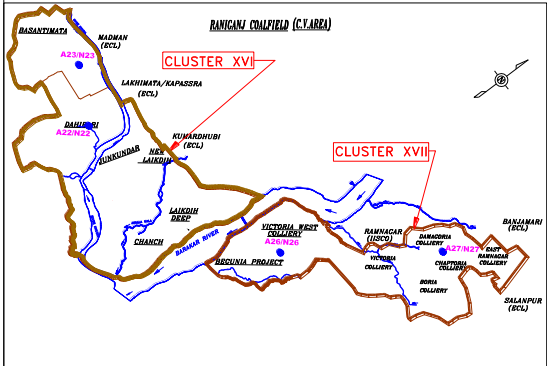 RANIGANJ COALFIELD (C.V.AREA)
BASANTIMATA
MADMAN
(ECL)
A23/N23
CLUSTER XVI
LAKHIMATA/KAPASSRA
(ECL)
DAHIBARI
A22/N22
KUMARDHUBI
(ECL)
JUNKUNDAR
NEW
LAIKDIH
CLUSTER XVII
LAIKDIH
DEEP
CHANCH
BARAKAR RIVER
VICTORIA WEST
COLLIERY
A26/N26
BEGUNIA PROJECT
RAMNAGAR
(IISCO)
VICTORIA
COLLIERY
DAMAGORIA
COLLIERY
A27/N27
CHAPTORIA
COLLIERY
EAST
RAMNAGAR
COLLIERY
BORIA
COLLIERY
BANJAMARI
(ECL)
SALANPUR
(ECL)